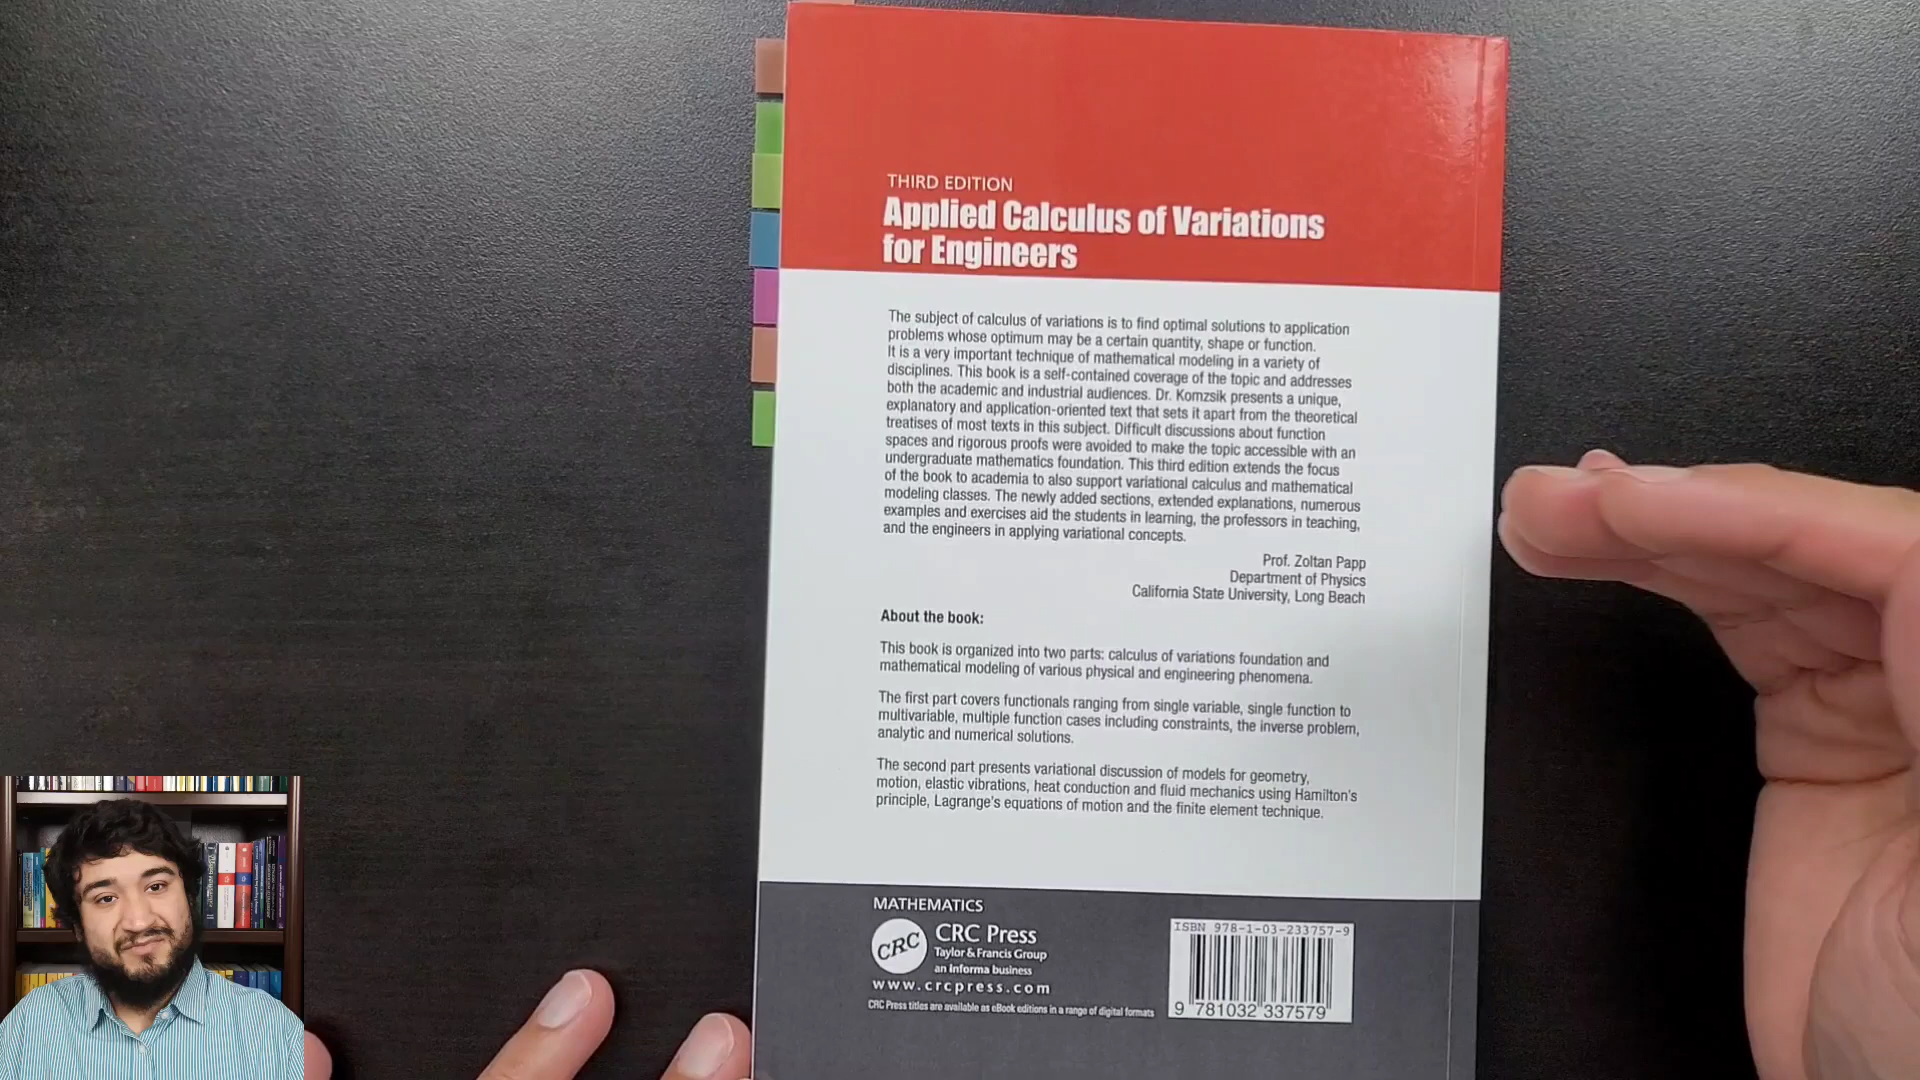 THIRD EDITION
Applied Calculus of Variations
for Engineers
The subject of calculus of variations is to find optimal solutions to application
problems whose optimum may be a certain quantity, shape or function.
It is a very important technique of mathematical modeling in a variety of
disciplines. This book is a self-contained coverage of the topic and addresses
both the academic and industrial audiences. Dr. Komzsik presents a unique,
explanatory and application-oriented text that sets it apart from the theoretical
treatises of most texts in this subject. Difficult discussions about function
spaces and rigorous proofs were avoided to make the topic accessible with an
undergraduate mathematics foundation. This third edition extends the focus
of the book to academia to also support variational calculus and mathematical
modeling classes. The newly added sections, extended explanations, numerous
examples and exercises aid the students in learning, the professors in teaching,
and the engineers in applying variational concepts.
Prof. Zoltan Papp
Department of Physics
California State University, Long Beach
About the book:
This book is organized into two parts: calculus of variations foundation and
mathematical modeling of various physical and engineering phenomena.
The first part covers functionals ranging from single variable, single function to
multivariable, multiple function cases including constraints, the inverse problem,
analytic and numerical solutions.
The second part presents variational discussion of models for geometry,
motion, elastic vibrations, heat conduction and fluid mechanics using Hamilton's
principle, Lagrange's equations of motion and the finite element technique.
MATHEMATICS
CRC
CRC Press
Taylor & Francis Group
an informa business
www.crcpress.com
CRC Press titles are available as eBook editions in a range of digital formats
ISBN 978-1-03-233757-9
9 781032 337579